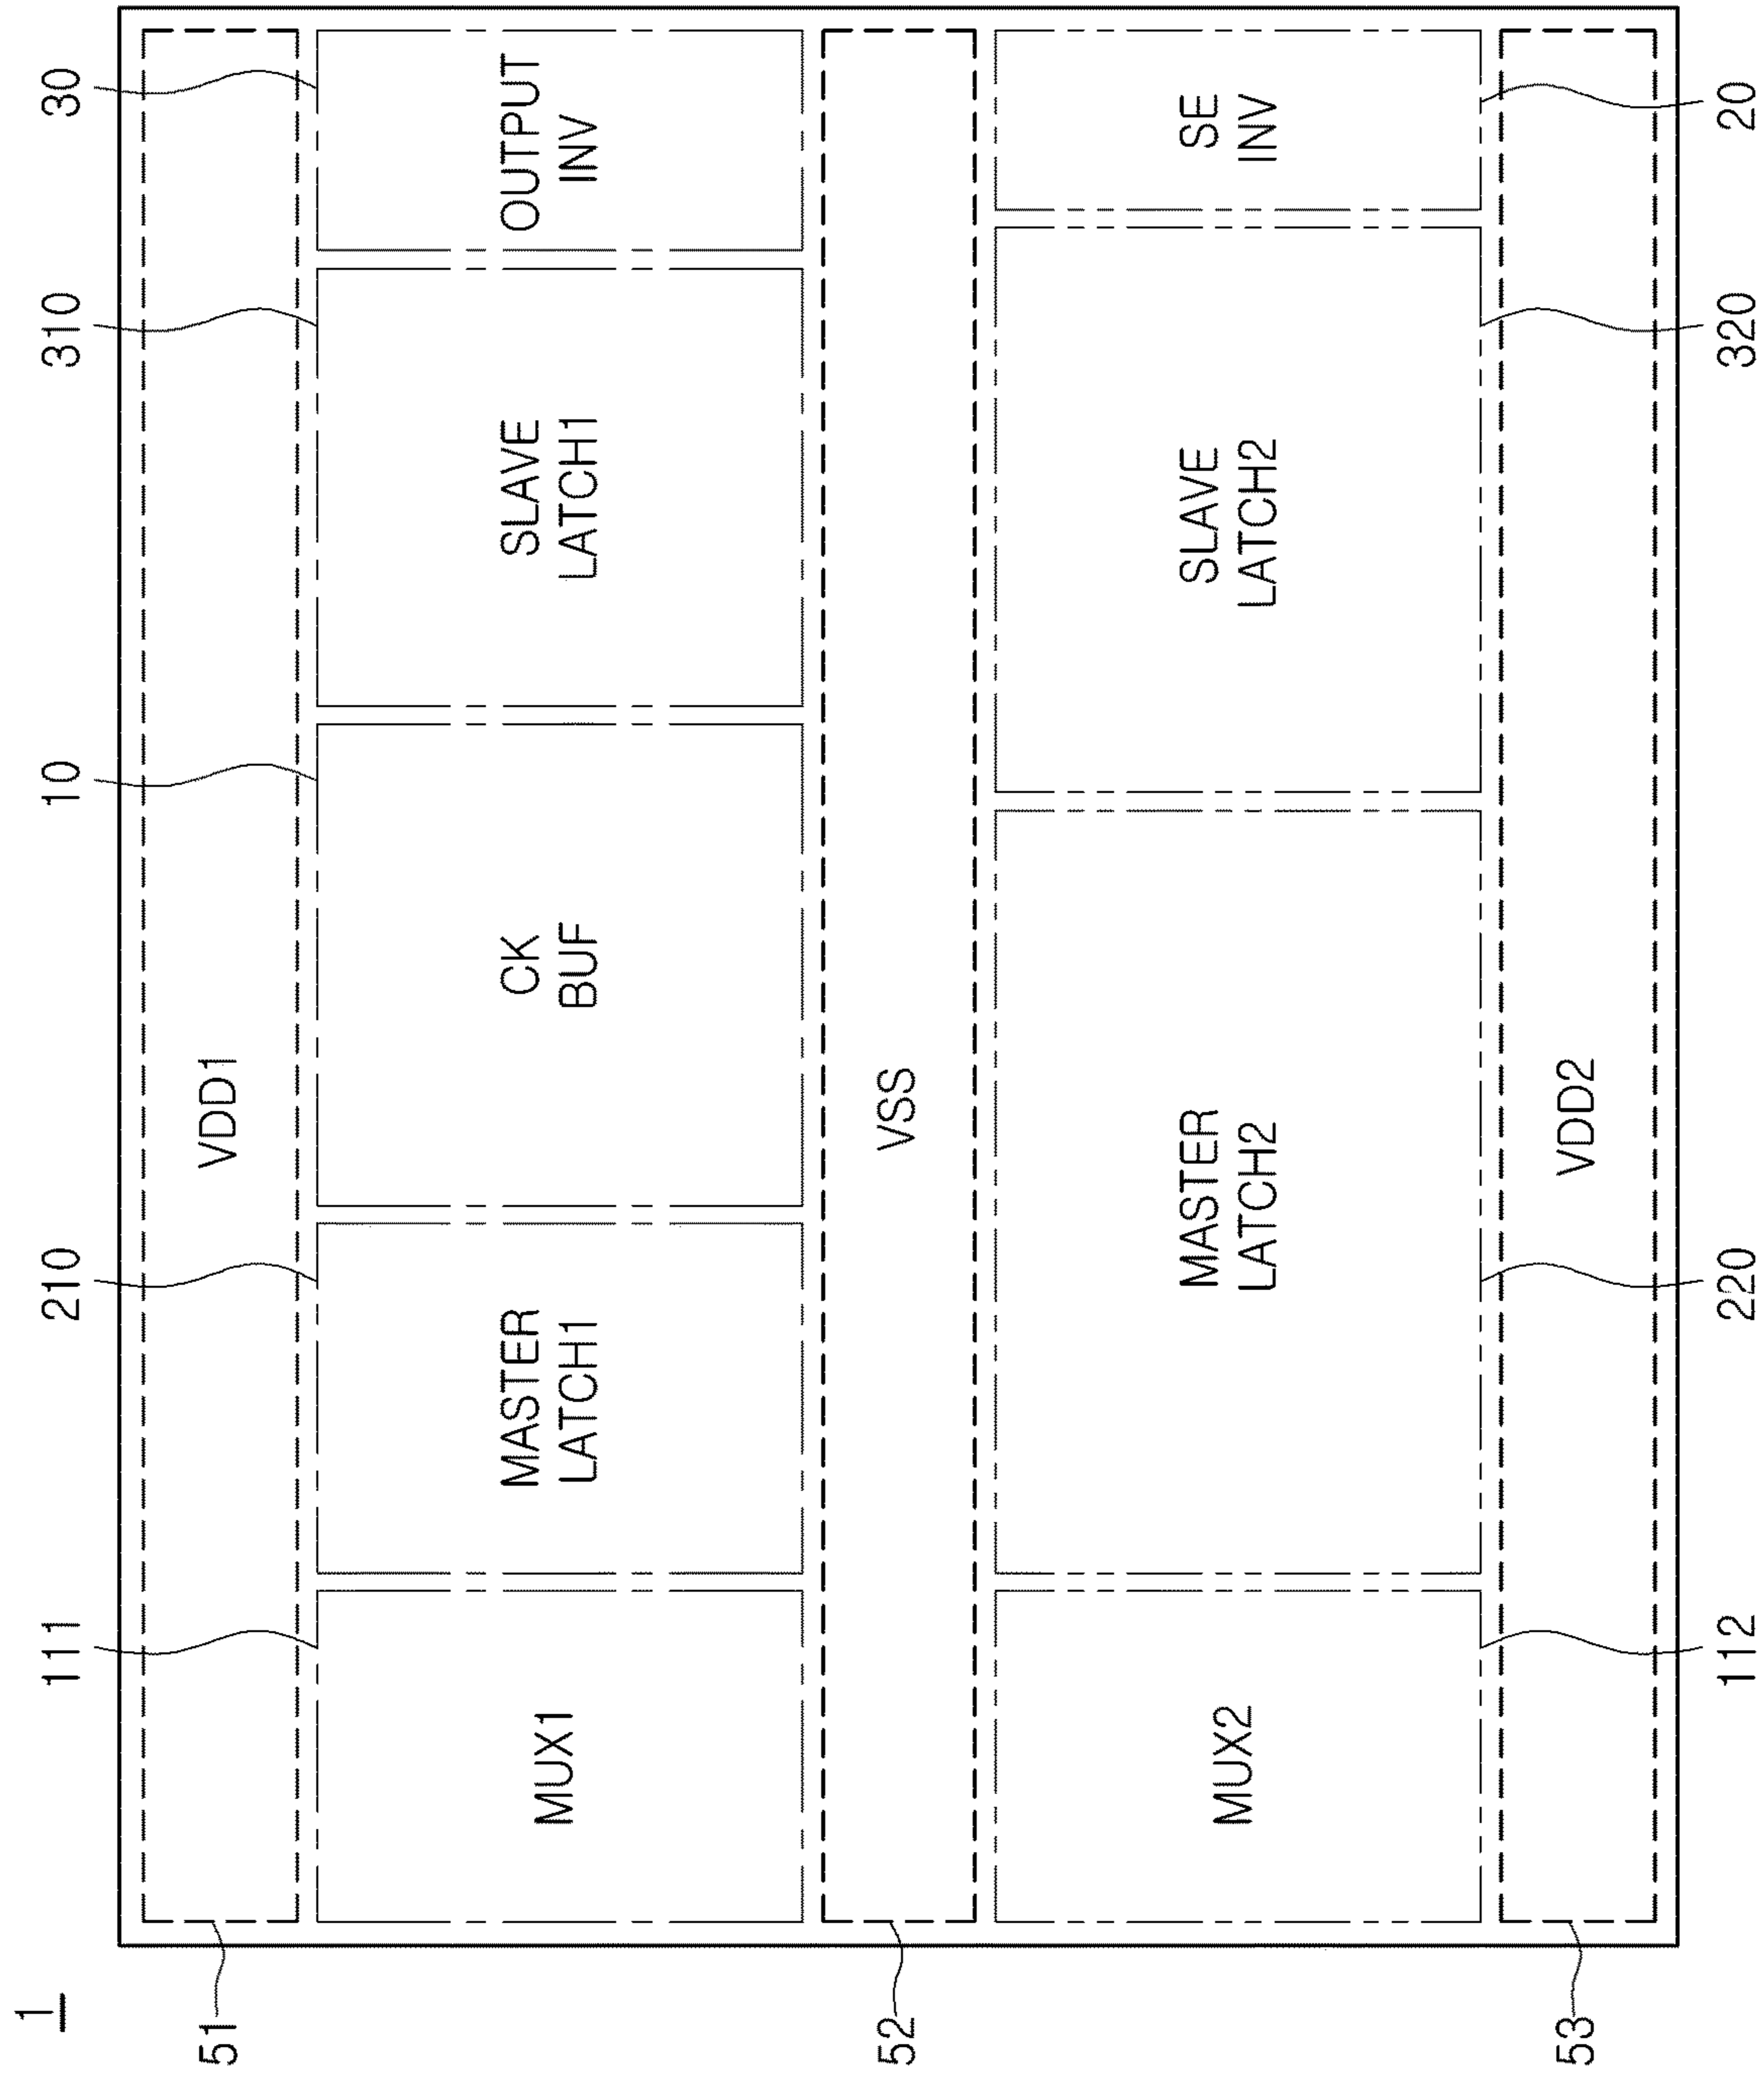 1
111
210
10
310
30
51
VDD1
MUX1
MASTER
LATCH1
CK
BUF
SLAVE
LATCH1
OUTPUT
INV
52
VSS
MUX2
MASTER
LATCH2
SLAVE
LATCH2
SE
INV
53
VDD2
112
220
320
20